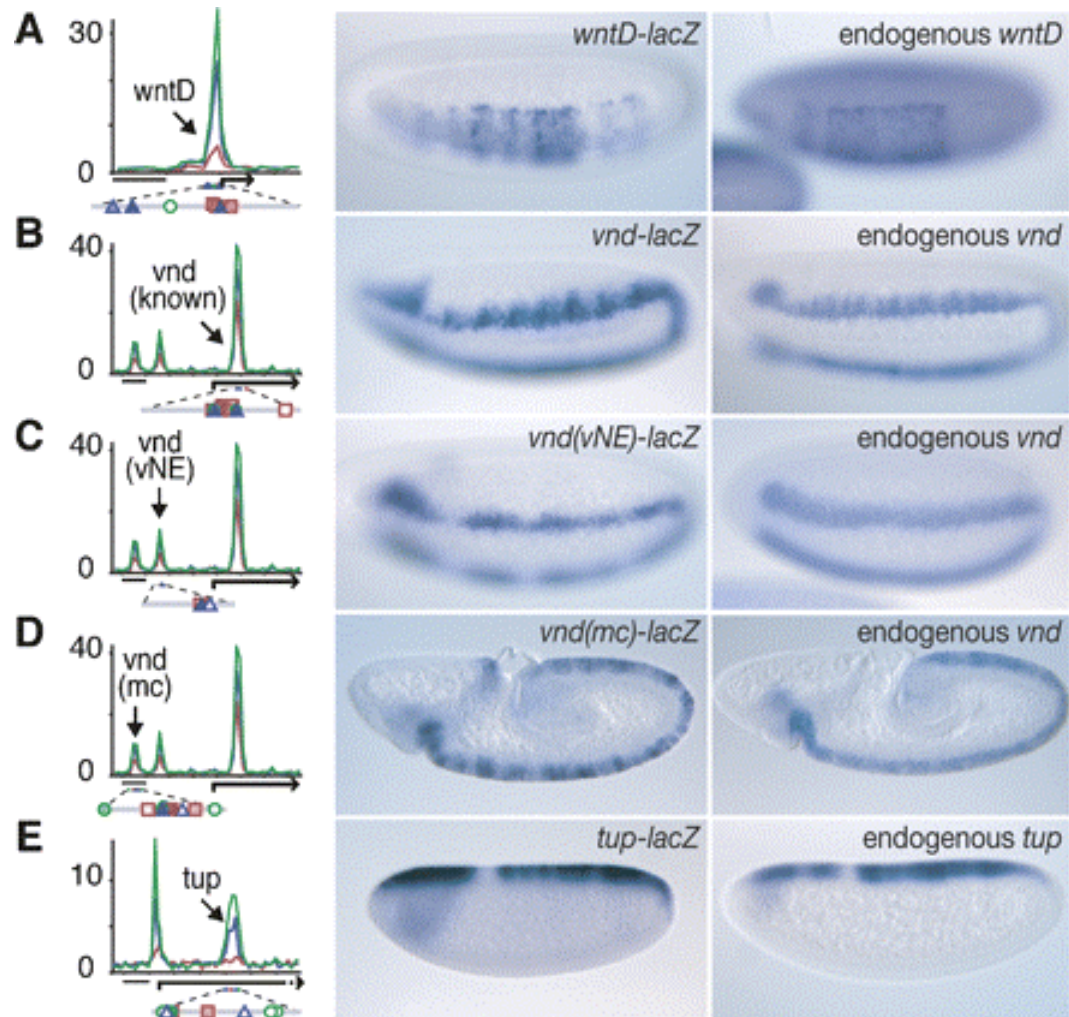 A
30
wntD
0
wntD-lacZ
endogenous wntD
B
40
vnd
(known)
0
vnd-lacZ
endogenous vnd
C
40
vnd
(vNE)
0
vnd(vNE)-lacZ
endogenous vnd
D
40
vnd
(mc)
0
vnd(mc)-lacZ
endogenous vnd
E
10
tup
0
tup-lacZ
endogenous tup